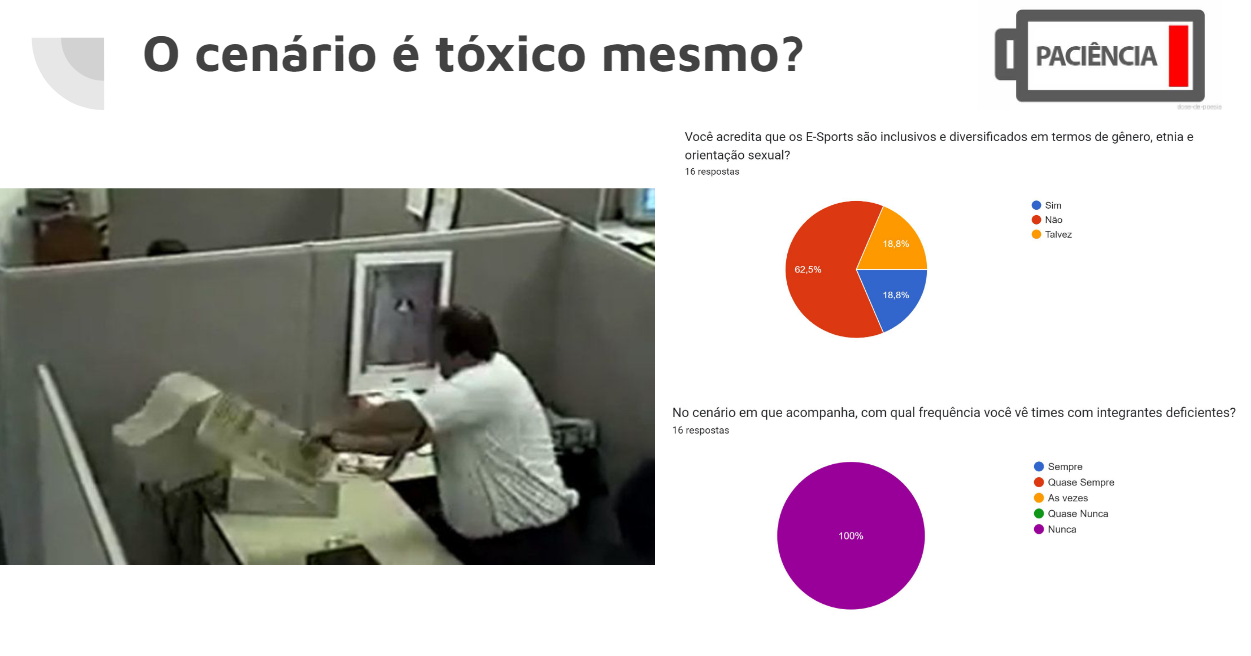 O cenário é tóxico mesmo?
PACIÊNCIA
Você acredita que os E-Sports são inclusivos e diversificados em termos de gênero, etnia e
orientação sexual?
16 respostas
Sim
Não
Talvez
18,8%
62,5%
18,8%
No cenário em que acompanha, com qual frequência você vê times com integrantes deficientes?
16 respostas
Sempre
Quase Sempre
As vezes
Quase Nunca
Nunca
100%